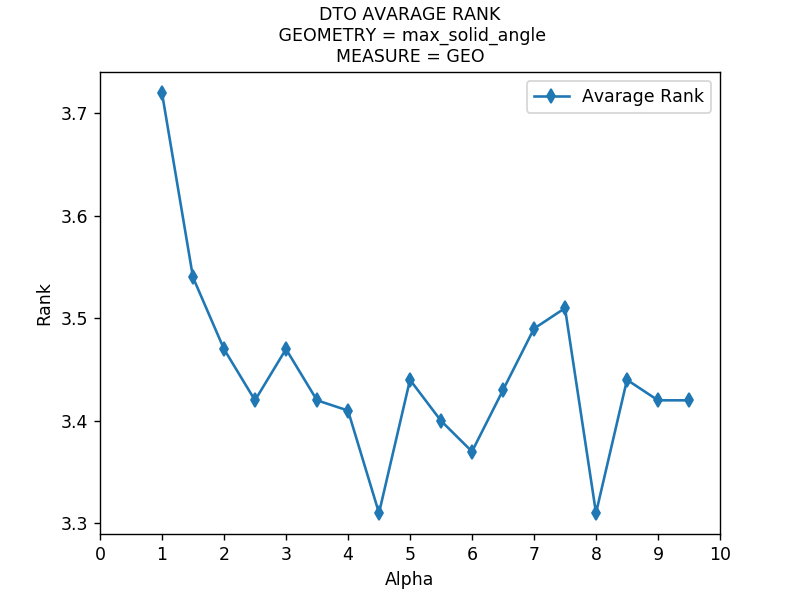 DTO AVARAGE RANK
GEOMETRY = max_solid_angle
MEASURE = GEO
Avarage Rank
3.7
3.6
3.5
3.4
3.3
Rank
0 1 2 3 4 5 6 7 8 9 10
Alpha